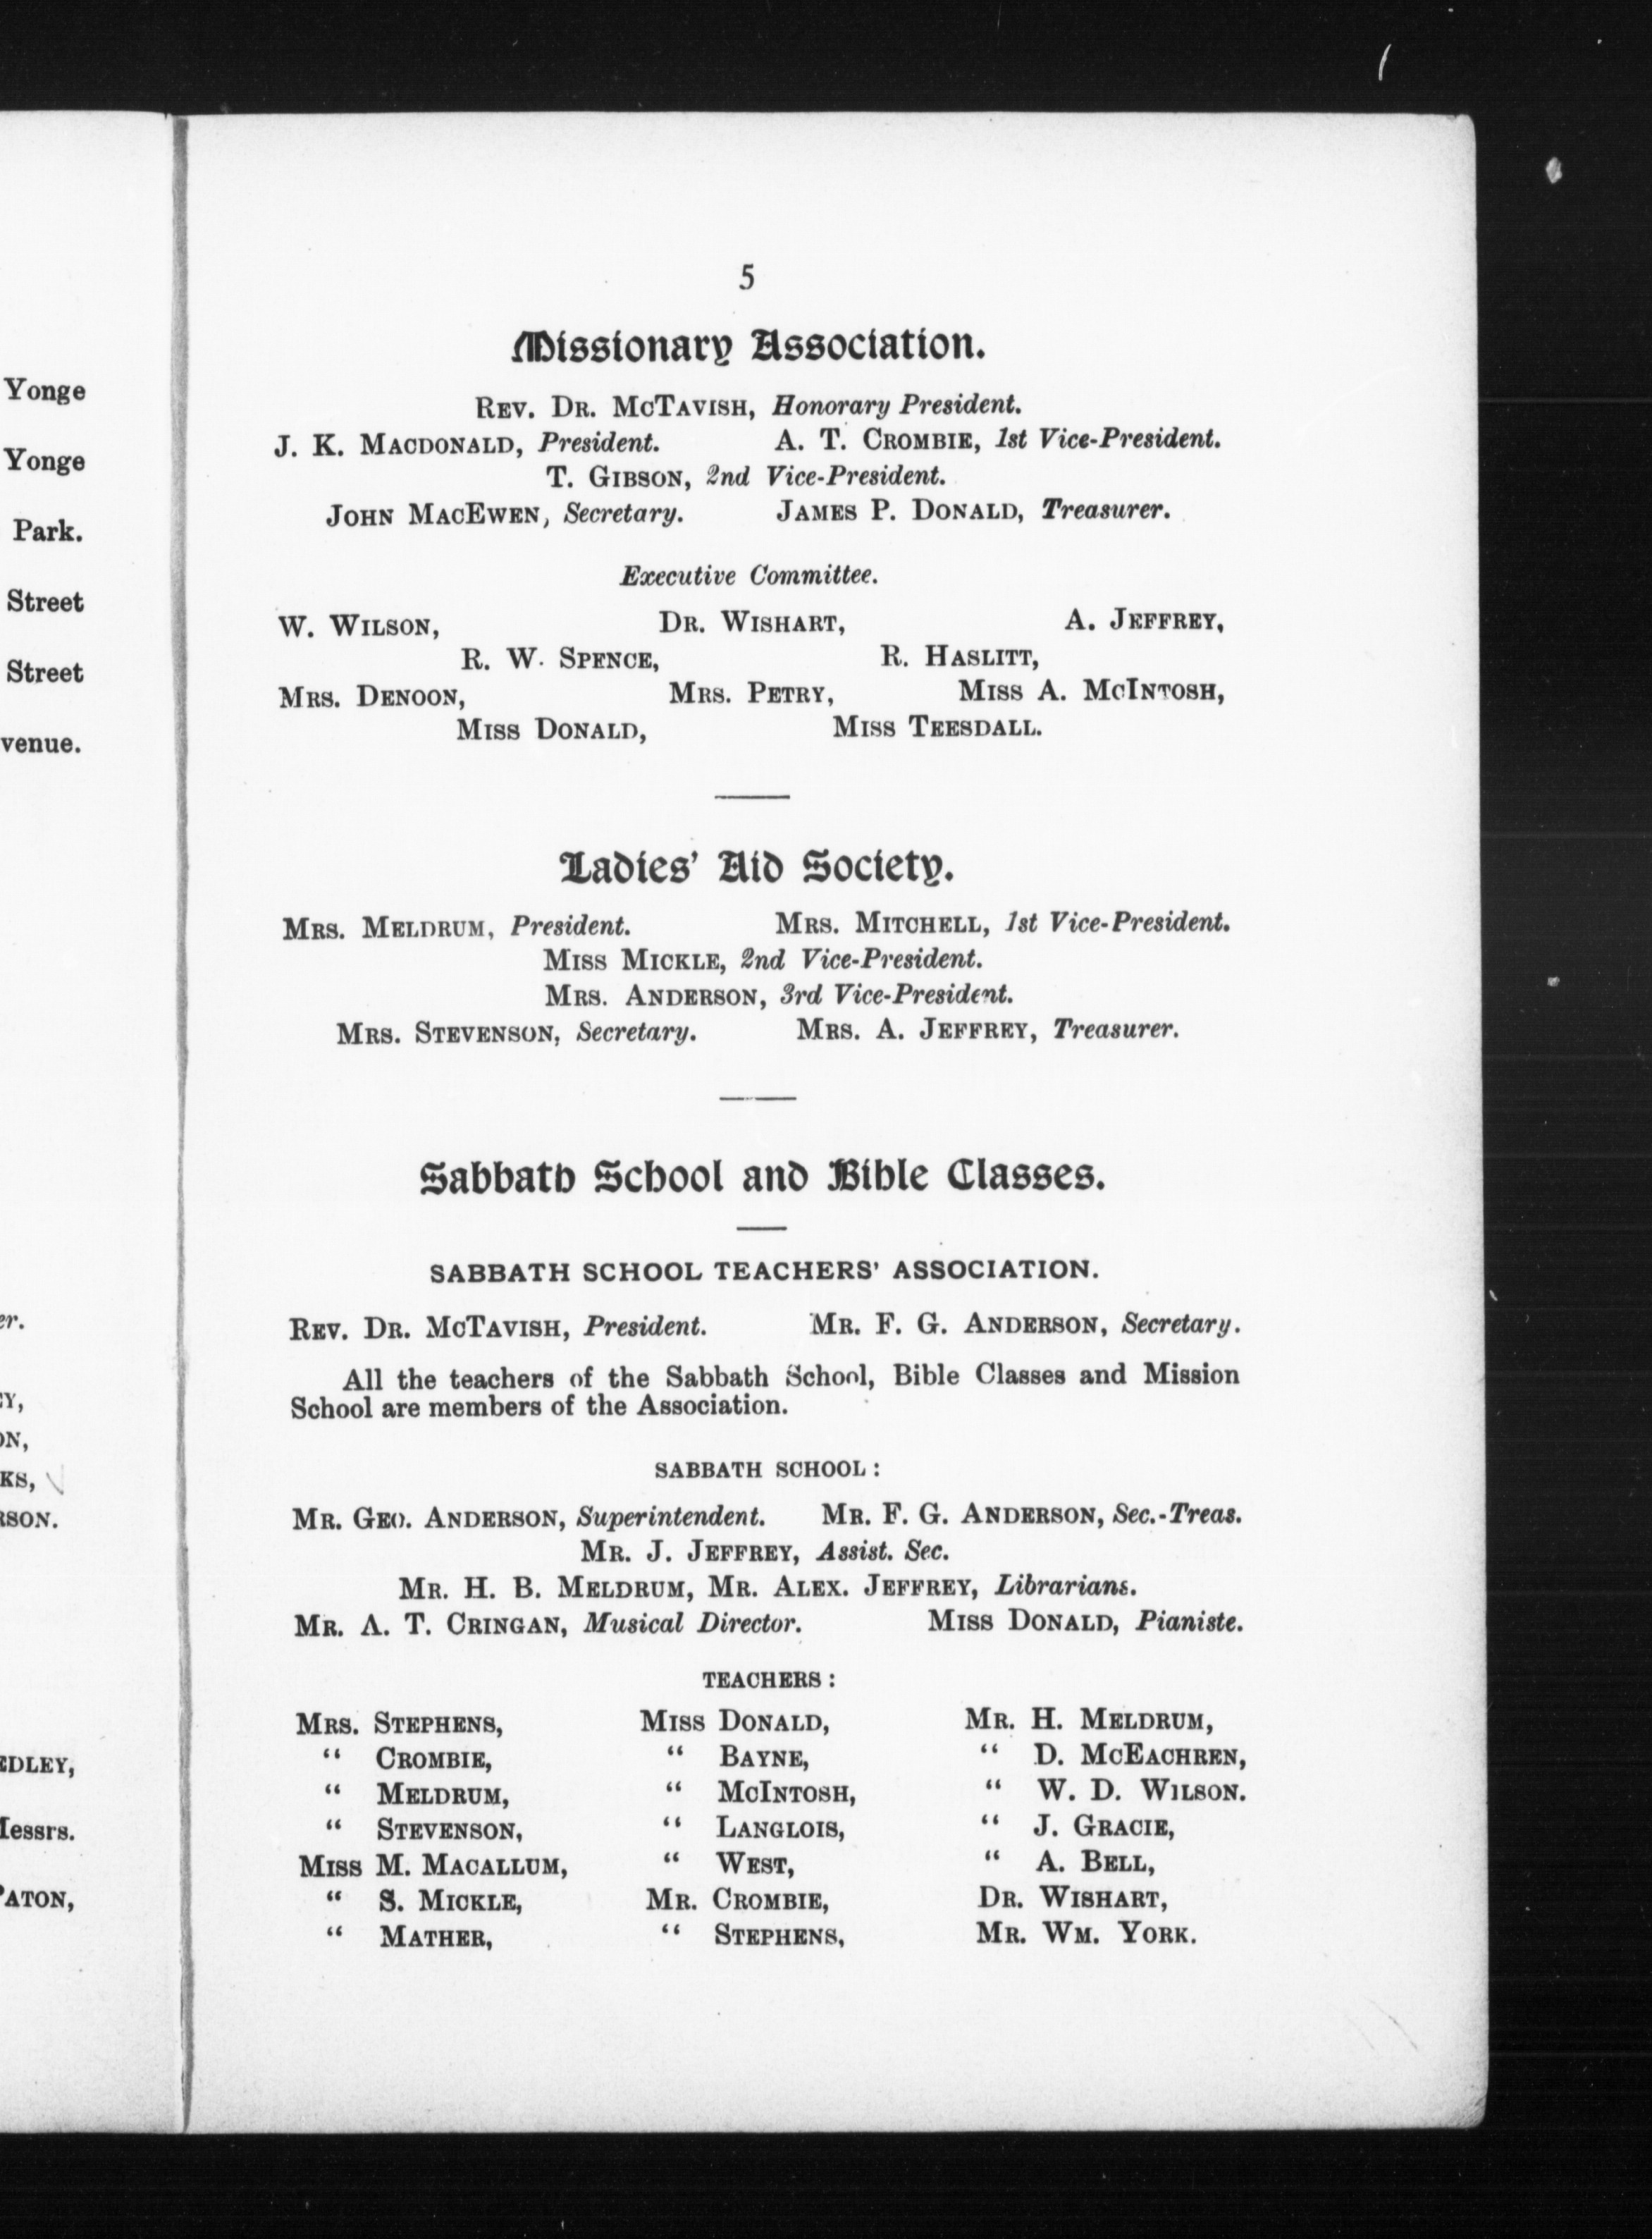 5
Missionary Association.
REV. DR. MCTAVISH, Honorary President.
J. K. MACDONALD, President. A. T. CROMBIE, 1st Vice-President.
T. GIBSON, 2nd Vice-President.
JOHN MACEWEN, Secretary. JAMES P. DONALD, Treasurer.
Executive Committee.
W. WILSON, DR. WISHART, A. JEFFREY,
R. W. SPENCE, R. HASLITT,
MRS. DENOON, MRS. PETRY, MISS A. MCINTOSH,
MISS DONALD, MISS TEESDALL.
Ladies' Aid Society.
MRS. MELDRUM, President. MRS. MITCHELL, 1st Vice-President.
MISS MICKLE, 2nd Vice-President.
MRS. ANDERSON, 3rd Vice-President.
MRS. STEVENSON, Secretary. MRS. A. JEFFREY, Treasurer.
Sabbath School and Bible Classes.
SABBATH SCHOOL TEACHERS' ASSOCIATION.
REV. DR. MCTAVISH, President. MR. F. G. ANDERSON, Secretary.
All the teachers of the Sabbath School, Bible Classes and Mission
School are members of the Association.
SABBATH SCHOOL :
MR. GEO. ANDERSON, Superintendent. MR. F. G. ANDERSON, Sec.-Treas.
MR. J. JEFFREY, Assist. Sec.
MR. H. B. MELDRUM, MR. ALEX. JEFFREY, Librarians.
MR. A. T. CRINGAN, Musical Director. MISS DONALD, Pianiste.
TEACHERS :
MRS. STEPHENS, MISS DONALD, MR. H. MELDRUM,
“ CROMBIE, “ BAYNE, “ D. MCEACHREN,
“ MELDRUM, “ MCINTOSH, “ W. D. WILSON.
“ STEVENSON, “ LANGLOIS, “ J. GRACIE,
MISS M. MACALLUM, “ WEST, “ A. BELL,
“ S. MICKLE, MR. CROMBIE, DR. WISHART,
“ MATHER, “ STEPHENS, MR. WM. YORK.
Yonge
Yonge
Park.
Street
Street
venue.
er.
Y,
ON,
KS,
RSON.
EDLEY,
Messrs.
PATON,